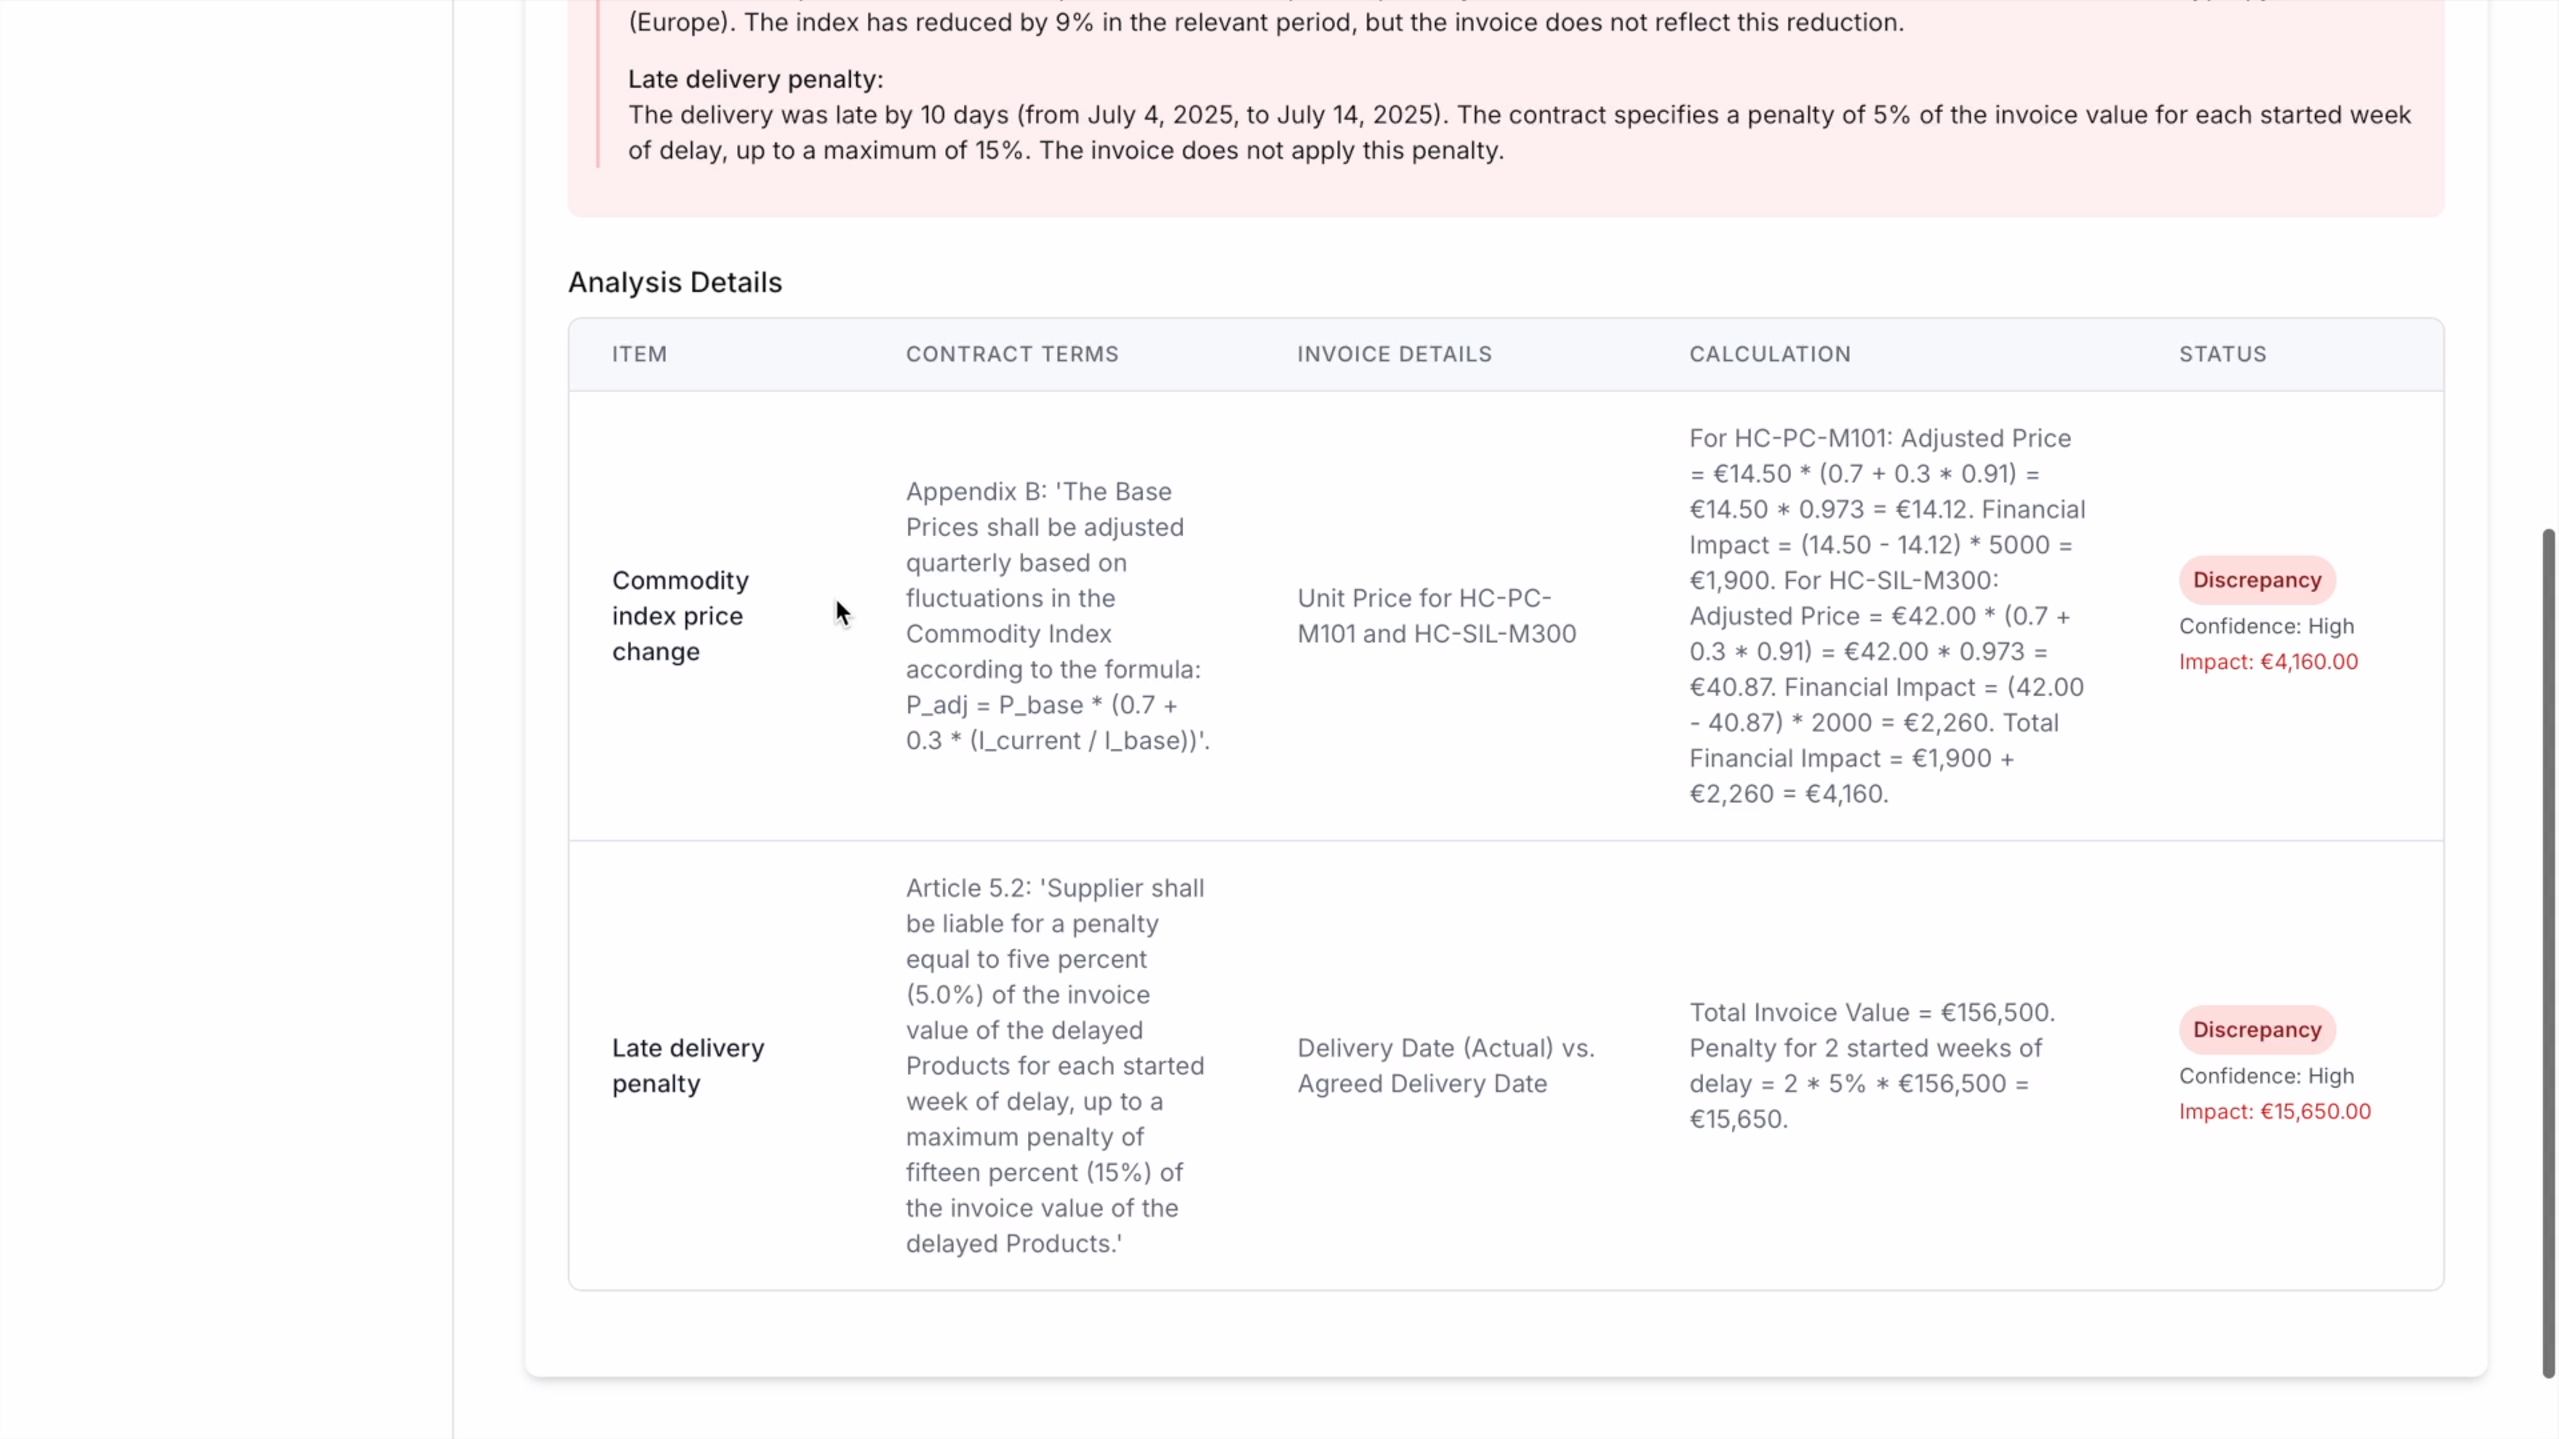 (Europe). The index has reduced by 9% in the relevant period, but the invoice does not reflect this reduction.
Late delivery penalty:
The delivery was late by 10 days (from July 4, 2025, to July 14, 2025). The contract specifies a penalty of 5% of the invoice value for each started week
of delay, up to a maximum of 15%. The invoice does not apply this penalty.
Analysis Details
ITEM
CONTRACT TERMS
INVOICE DETAILS
CALCULATION
STATUS
Commodity
index price
change
Appendix B: 'The Base
Prices shall be adjusted
quarterly based on
fluctuations in the
Commodity Index
according to the formula:
P_adj = P_base * (0.7 +
0.3 * (I_current / I_base))'.
Unit Price for HC-PC-
M101 and HC-SIL-M300
For HC-PC-M101: Adjusted Price
= €14.50 * (0.7 + 0.3 * 0.91) =
€14.50 * 0.973 = €14.12. Financial
Impact = (14.50 - 14.12) * 5000 =
€1,900. For HC-SIL-M300:
Adjusted Price = €42.00 * (0.7 +
0.3 * 0.91) = €42.00 * 0.973 =
€40.87. Financial Impact = (42.00
- 40.87) * 2000 = €2,260. Total
Financial Impact = €1,900 +
€2,260 = €4,160.
Discrepancy
Confidence: High
Impact: €4,160.00
Late delivery
penalty
Article 5.2: 'Supplier shall
be liable for a penalty
equal to five percent
(5.0%) of the invoice
value of the delayed
Products for each started
week of delay, up to a
maximum penalty of
fifteen percent (15%) of
the invoice value of the
delayed Products.'
Delivery Date (Actual) vs.
Agreed Delivery Date
Total Invoice Value = €156,500.
Penalty for 2 started weeks of
delay = 2 * 5% * €156,500 =
€15,650.
Discrepancy
Confidence: High
Impact: €15,650.00